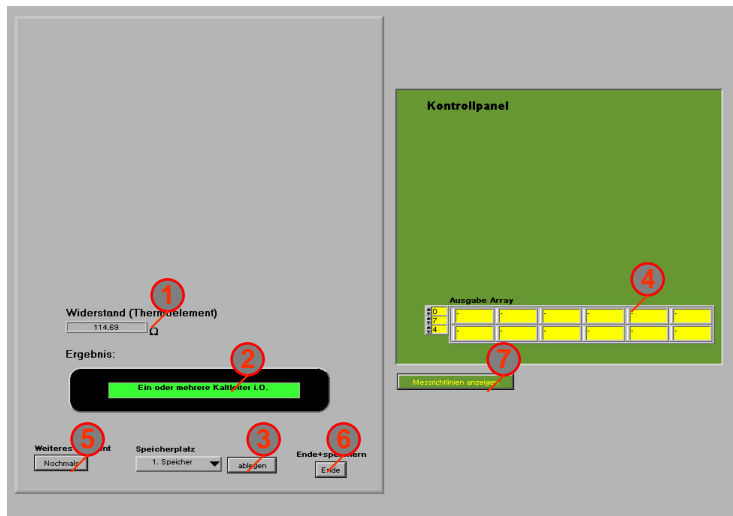 Kontrollpanel
4
Ausgabe Array
0
7
4
1
Widerstand (Thermoelement)
114,69 Ω
Ergebnis:
2
Ein oder mehrere Kaltleiter i.O.
7
Messrichtlinien anzeigen
5
3
6
Speicherplatz
Ende+speichern
Nochmals
1. Speicher
ablegen
Ende